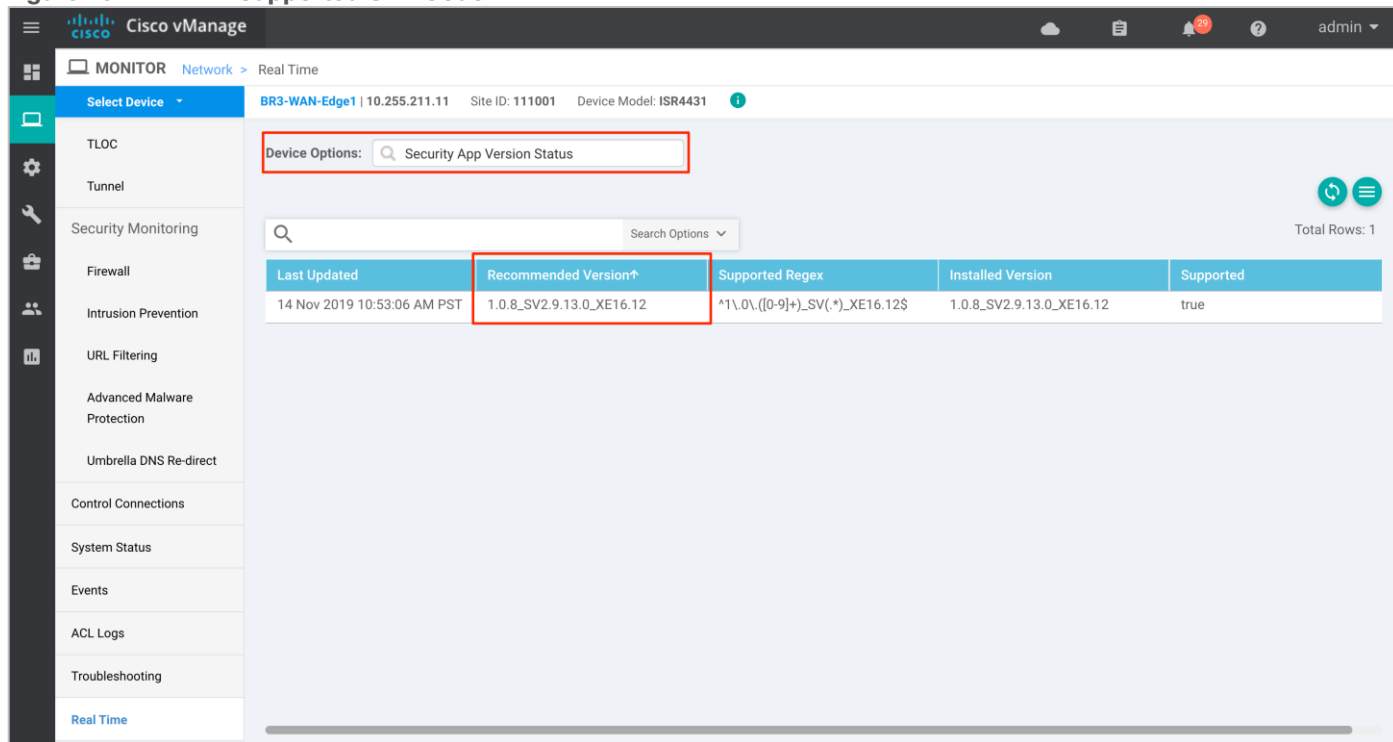 cisco Cisco vManage
29
admin
MONITOR Network > Real Time
Select Device
BR3-WAN-Edge1 | 10.255.211.11 Site ID: 111001 Device Model: ISR4431
TLOC
Tunnel
Security Monitoring
Firewall
Intrusion Prevention
URL Filtering
Advanced Malware
Protection
Umbrella DNS Re-direct
Control Connections
System Status
Events
ACL Logs
Troubleshooting
Real Time
Device Options: Security App Version Status
Search Options
Total Rows: 1
Last Updated Recommended Version↑ Supported Regex Installed Version Supported
14 Nov 2019 10:53:06 AM PST 1.0.8_SV2.9.13.0_XE16.12 ^1\.0\.([0-9]+)_SV(.*)_XE16.12$ 1.0.8_SV2.9.13.0_XE16.12 true